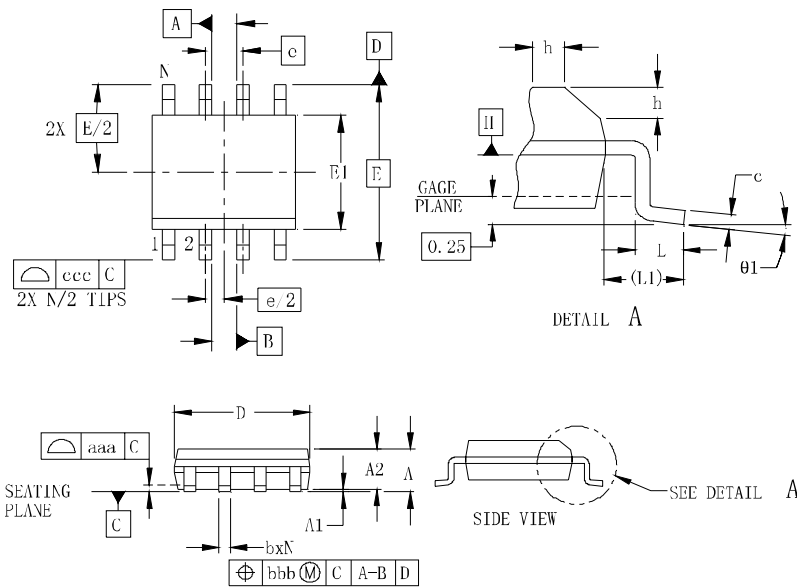 A
e
D
N
2X E/2
E1
E
1 2
ccc C
2X N/2 TIPS
e/2
B
h
h
H
GAGE
PLANE
c
0.25
L
(L1)
θ1
DETAIL A
D
aaa C
A2
A
SEATING
PLANE
C
A1
bxN
bbb M C A-B D
SIDE VIEW
SEE DETAIL A